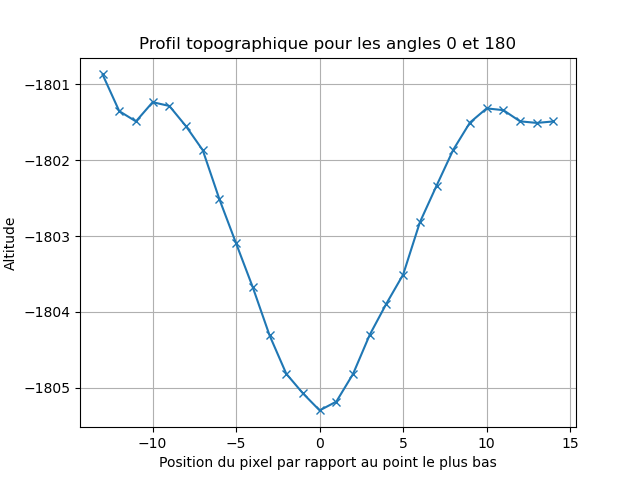 Profil topographique pour les angles 0 et 180
−1801
−1802
−1803
−1804
−1805
Altitude
−10 −5 0 5 10 15
Position du pixel par rapport au point le plus bas